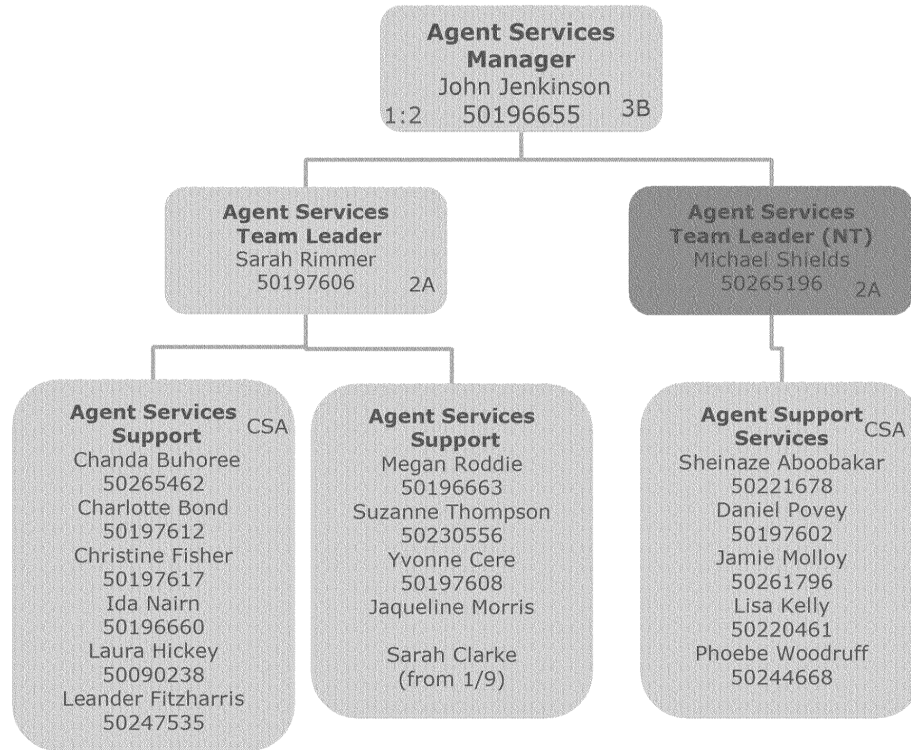 Agent Services
Manager
John Jenkinson
1:2 50196655 3B
Agent Services
Team Leader
Sarah Rimmer
50197606 2A
Agent Services
Team Leader (NT)
Michael Shields
50265196 2A
Agent Services
Support CSA
Chanda Buhoree
50265462
Charlotte Bond
50197612
Christine Fisher
50197617
Ida Nairn
50196660
Laura Hickey
50090238
Leander Fitzharris
50247535
Agent Services
Support
Megan Roddie
50196663
Suzanne Thompson
50230556
Yvonne Cere
50197608
Jaqueline Morris
Sarah Clarke
(from 1/9)
Agent Support
Services CSA
Sheinaze Aboobakar
50221678
Daniel Povey
50197602
Jamie Molloy
50261796
Lisa Kelly
50220461
Phoebe Woodruff
50244668